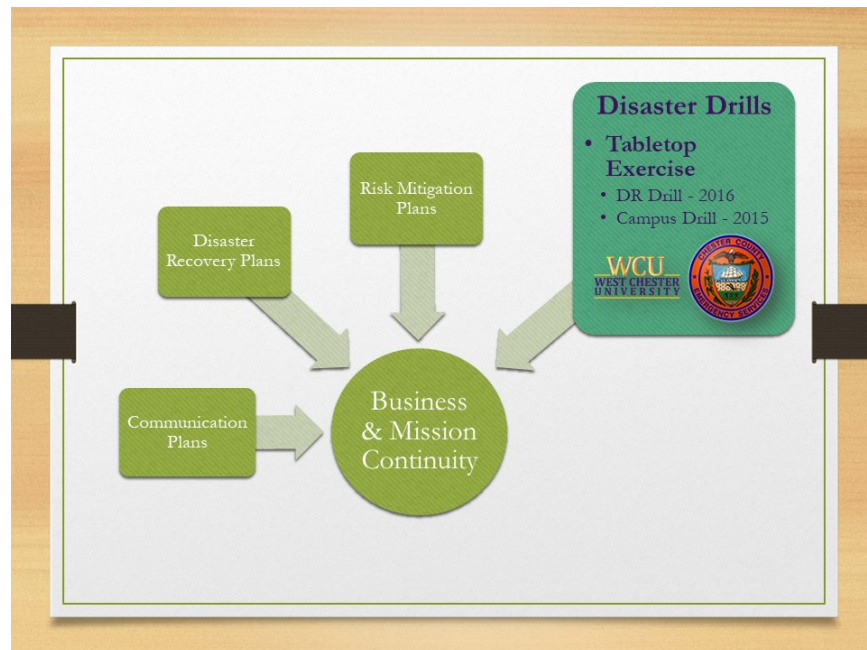 Disaster Drills
• Tabletop
Exercise
• DR Drill - 2016
• Campus Drill - 2015
WCU
WEST CHESTER
UNIVERSITY
CHESTER COUNTY
EMERGENCY SERVICES
Risk Mitigation
Plans
Disaster
Recovery Plans
Communication
Plans
Business
& Mission
Continuity